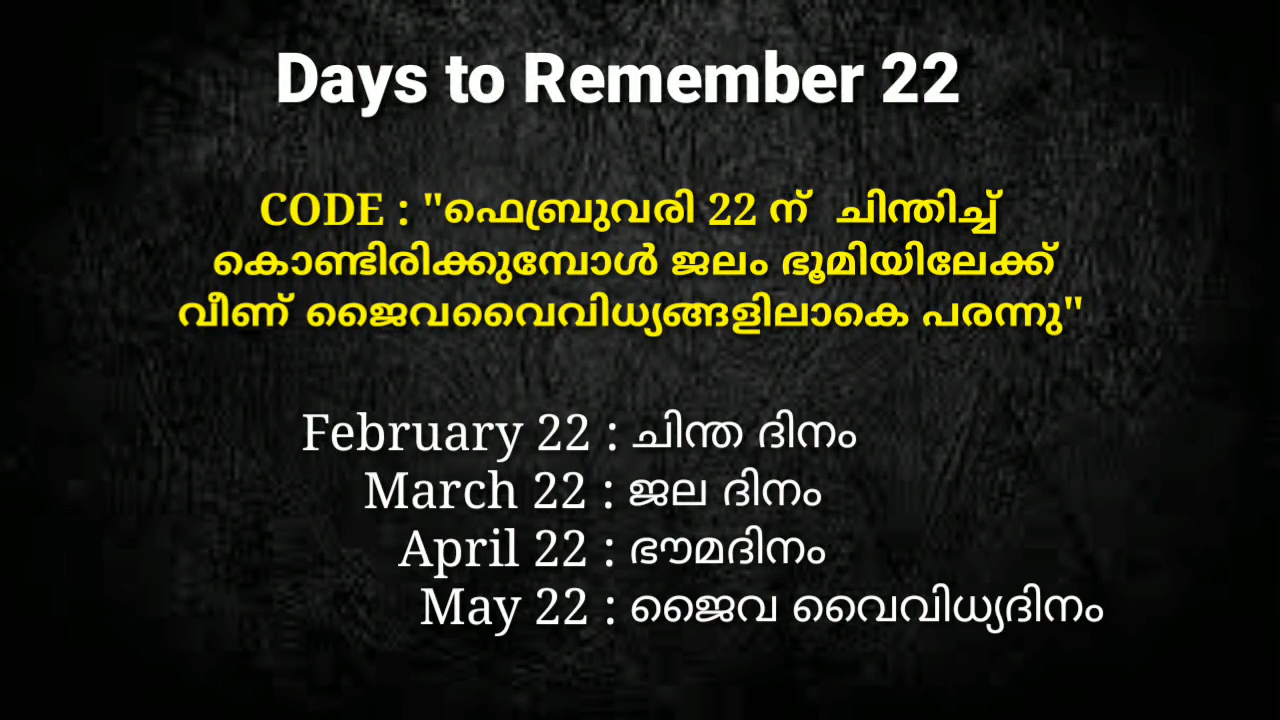 Days to Remember 22
CODE : "ഫെബ്രുവരി 22 ന് ചിന്തിച്ച്
കൊണ്ടിരിക്കുമ്പോൾ ജലം ഭൂമിയിലേക്ക്
വീണ് ജൈവവൈവിധ്യങ്ങളിലാകെ പരന്നു"
February 22 : ചിന്ത ദിനം
March 22 : ജല ദിനം
April 22 : ഭൗമദിനം
May 22 : ജൈവ വൈവിധ്യദിനം